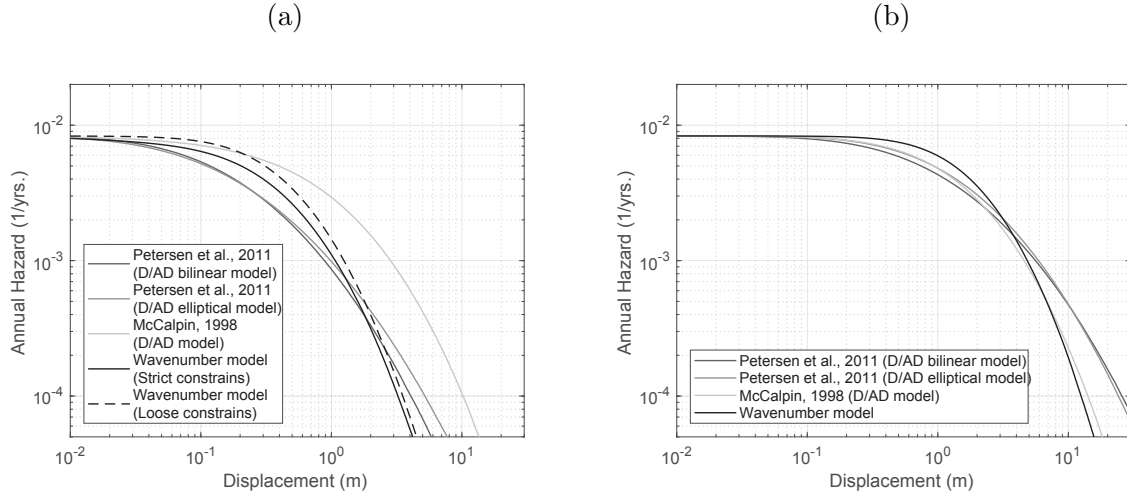 (a)
(b)
Annual Hazard (1/yrs.)
10^-2
10^-3
10^-4
Petersen et al., 2011
(D/AD bilinear model)
Petersen et al., 2011
(D/AD elliptical model)
McCalpin, 1998
(D/AD model)
Wavenumber model
(Strict constrains)
Wavenumber model
(Loose constrains)
10^-2
10^-1
10^0
10^1
Displacement (m)
Annual Hazard (1/yrs.)
10^-2
10^-3
10^-4
Petersen et al., 2011 (D/AD bilinear model)
Petersen et al., 2011 (D/AD elliptical model)
McCalpin, 1998 (D/AD model)
Wavenumber model
10^-2
10^-1
10^0
10^1
Displacement (m)